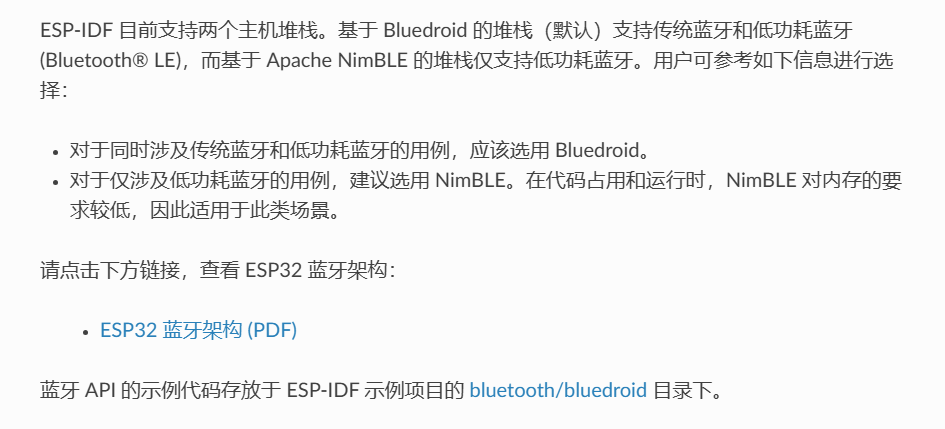 ESP-IDF 目前支持两个主机堆栈。基于 Bluedroid 的堆栈（默认）支持传统蓝牙和低功耗蓝牙
(Bluetooth® LE)，而基于 Apache NimBLE 的堆栈仅支持低功耗蓝牙。用户可参考如下信息进行选
择：
• 对于同时涉及传统蓝牙和低功耗蓝牙的用例，应该选用 Bluedroid。
• 对于仅涉及低功耗蓝牙的用例，建议选用 NimBLE。在代码占用和运行时，NimBLE 对内存的要
求较低，因此适用于此类场景。
请点击下方链接，查看 ESP32 蓝牙架构：
• ESP32 蓝牙架构 (PDF)
蓝牙 API 的示例代码存放于 ESP-IDF 示例项目的 bluetooth/bluedroid 目录下。